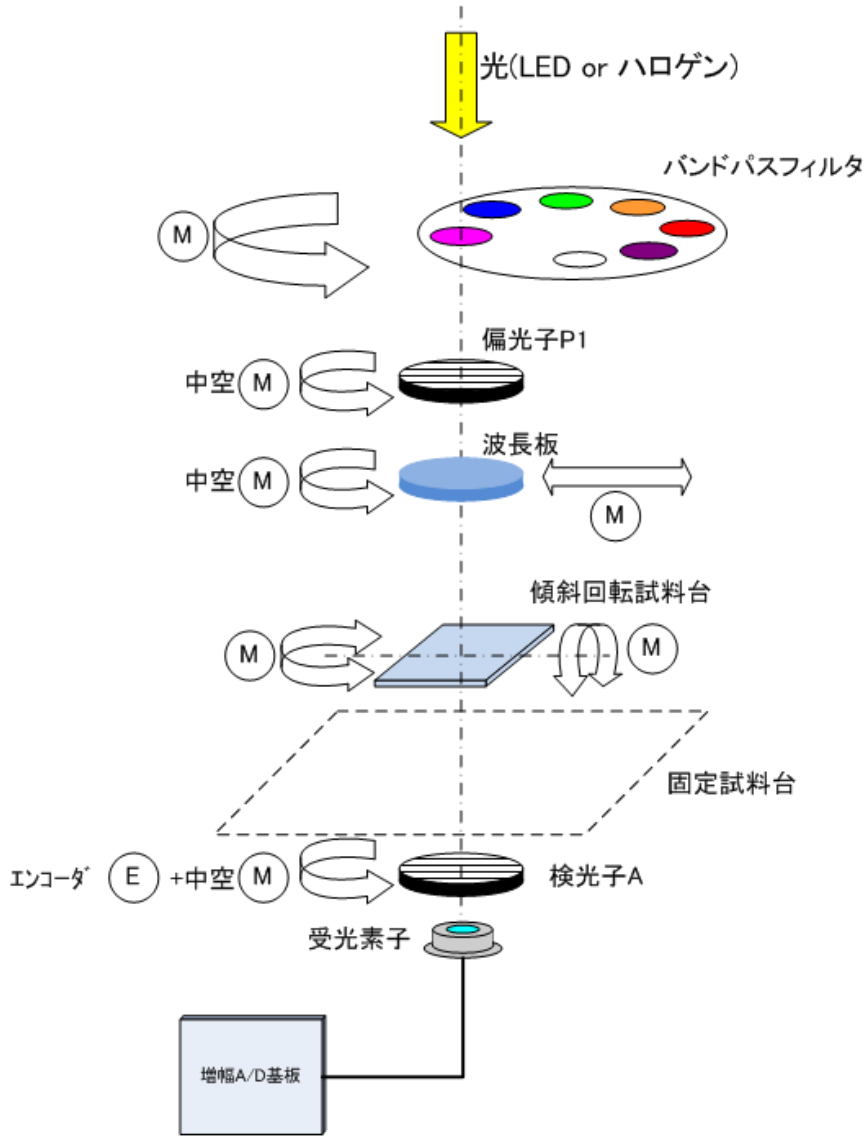 光(LED or ハロゲン)
バンドパスフィルタ
M
偏光子P1
中空 M
波長板
中空 M
M
傾斜回転試料台
M
M
固定試料台
エンコーダ E +中空 M
検光子A
受光素子
増幅A/D基板